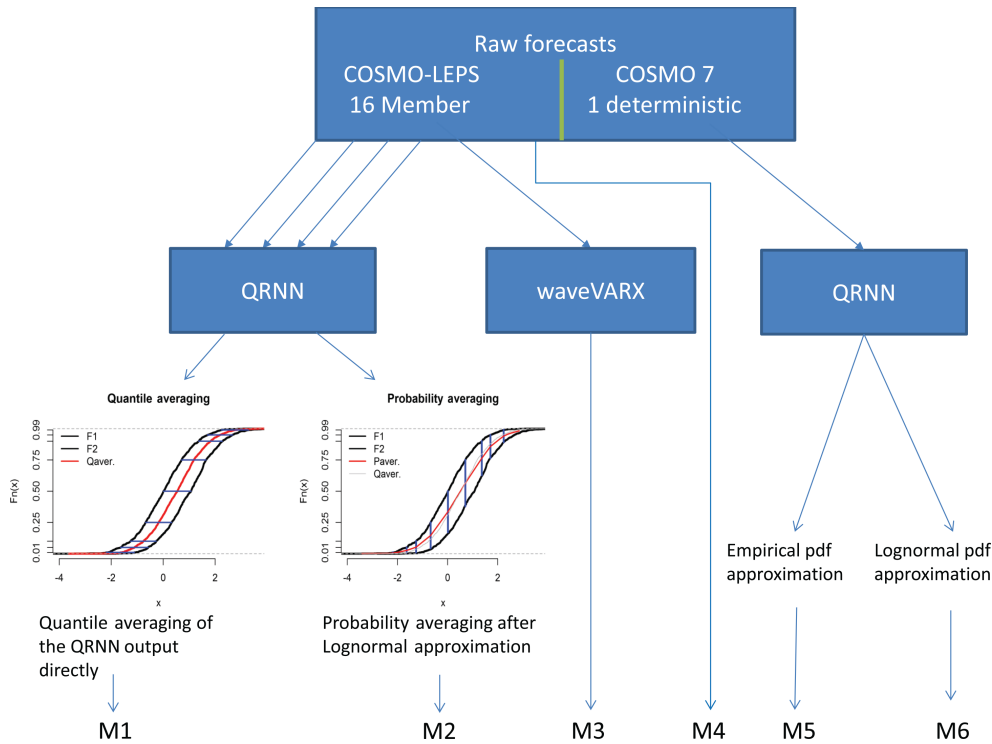 Raw forecasts
COSMO-LEPS
16 Member
COSMO 7
1 deterministic
QRNN
waveVARX
QRNN
Quantile averaging
F1
F2
Qaver.
Fn(x)
0.99
0.75
0.50
0.25
0.01
-4 -2 0 2
x
Probability averaging
F1
F2
Paver.
Qaver.
Fn(x)
0.99
0.75
0.50
0.25
0.01
-4 -2 0 2
x
Quantile averaging of
the QRNN output
directly
Probability averaging after
Lognormal approximation
Empirical pdf
approximation
Lognormal pdf
approximation
M1 M2 M3 M4 M5 M6